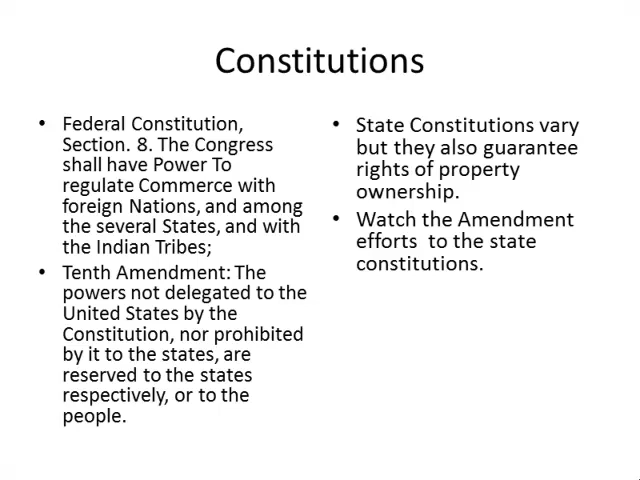 Constitutions
• Federal Constitution,
Section. 8. The Congress
shall have Power To
regulate Commerce with
foreign Nations, and among
the several States, and with
the Indian Tribes;
• Tenth Amendment: The
powers not delegated to the
United States by the
Constitution, nor prohibited
by it to the states, are
reserved to the states
respectively, or to the
people.
• State Constitutions vary
but they also guarantee
rights of property
ownership.
• Watch the Amendment
efforts  to the state
constitutions.